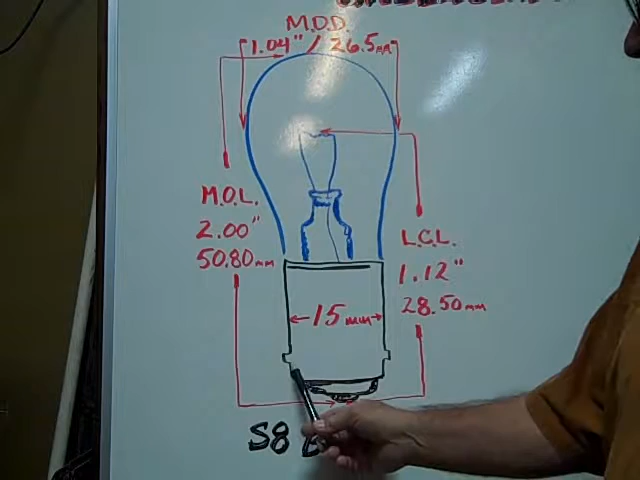 M.O.D.
1.04" / 26.5mm
M.O.L.
2.00"
50.80mm
L.C.L.
1.12"
28.50mm
15mm
S8